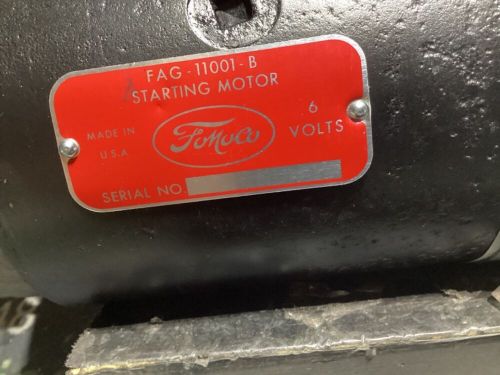 FAG-11001-B
STARTING MOTOR
MADE IN
U.S.A
FoMoCo
6
VOLTS
SERIAL NO.